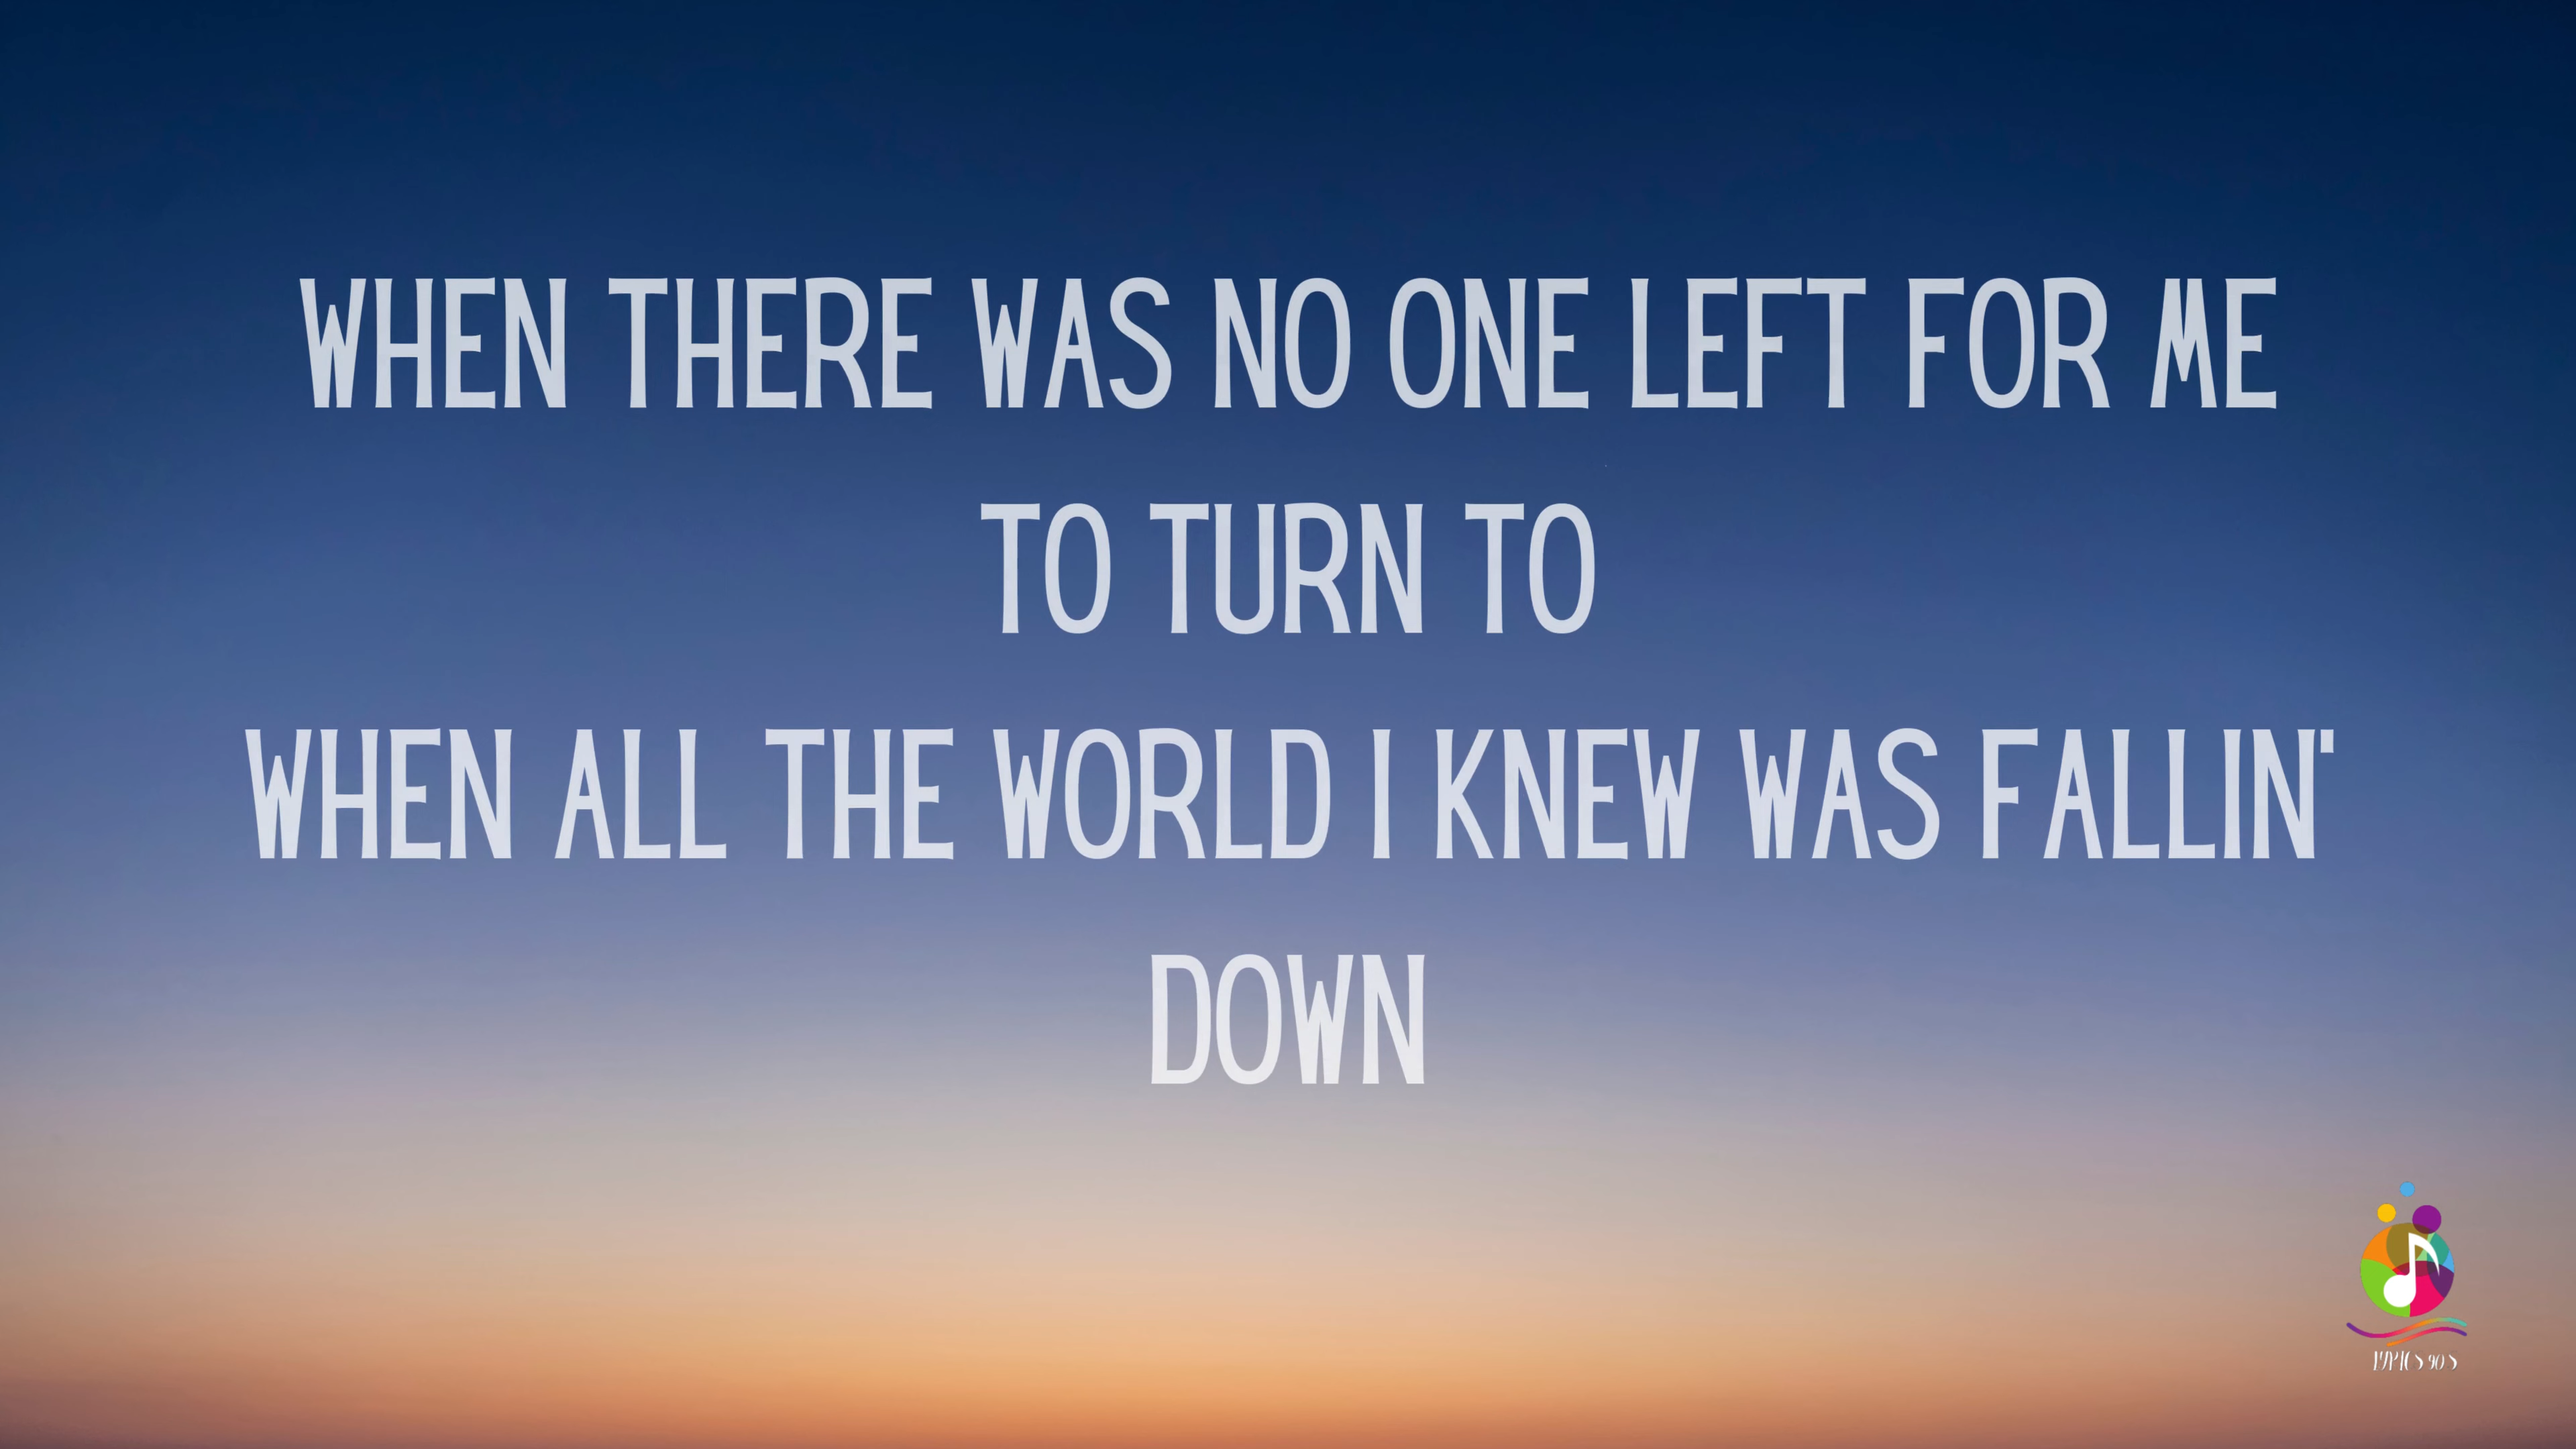 WHEN THERE WAS NO ONE LEFT FOR ME
TO TURN TO
WHEN ALL THE WORLD I KNEW WAS FALLIN'
DOWN